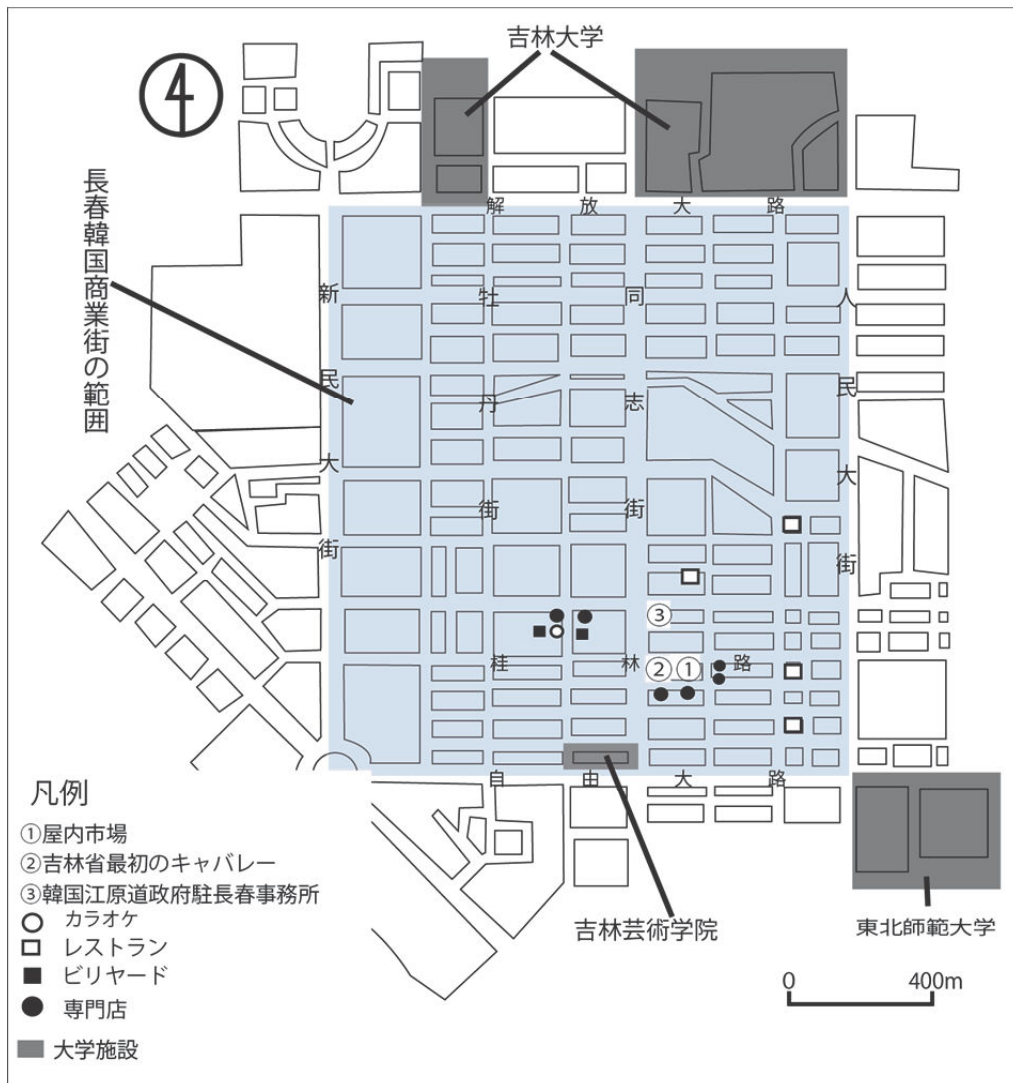 吉林大学
長春韓国商業街の範囲
解放大路
新民大街
牡丹街
同志街
人民大街
③
桂林路
② ①
自由大路
吉林芸術学院
東北師範大学
0 400m
凡例
①屋内市場
②吉林省最初のキャバレー
③韓国江原道政府駐長春事務所
カラオケ
レストラン
ビリヤード
専門店
大学施設